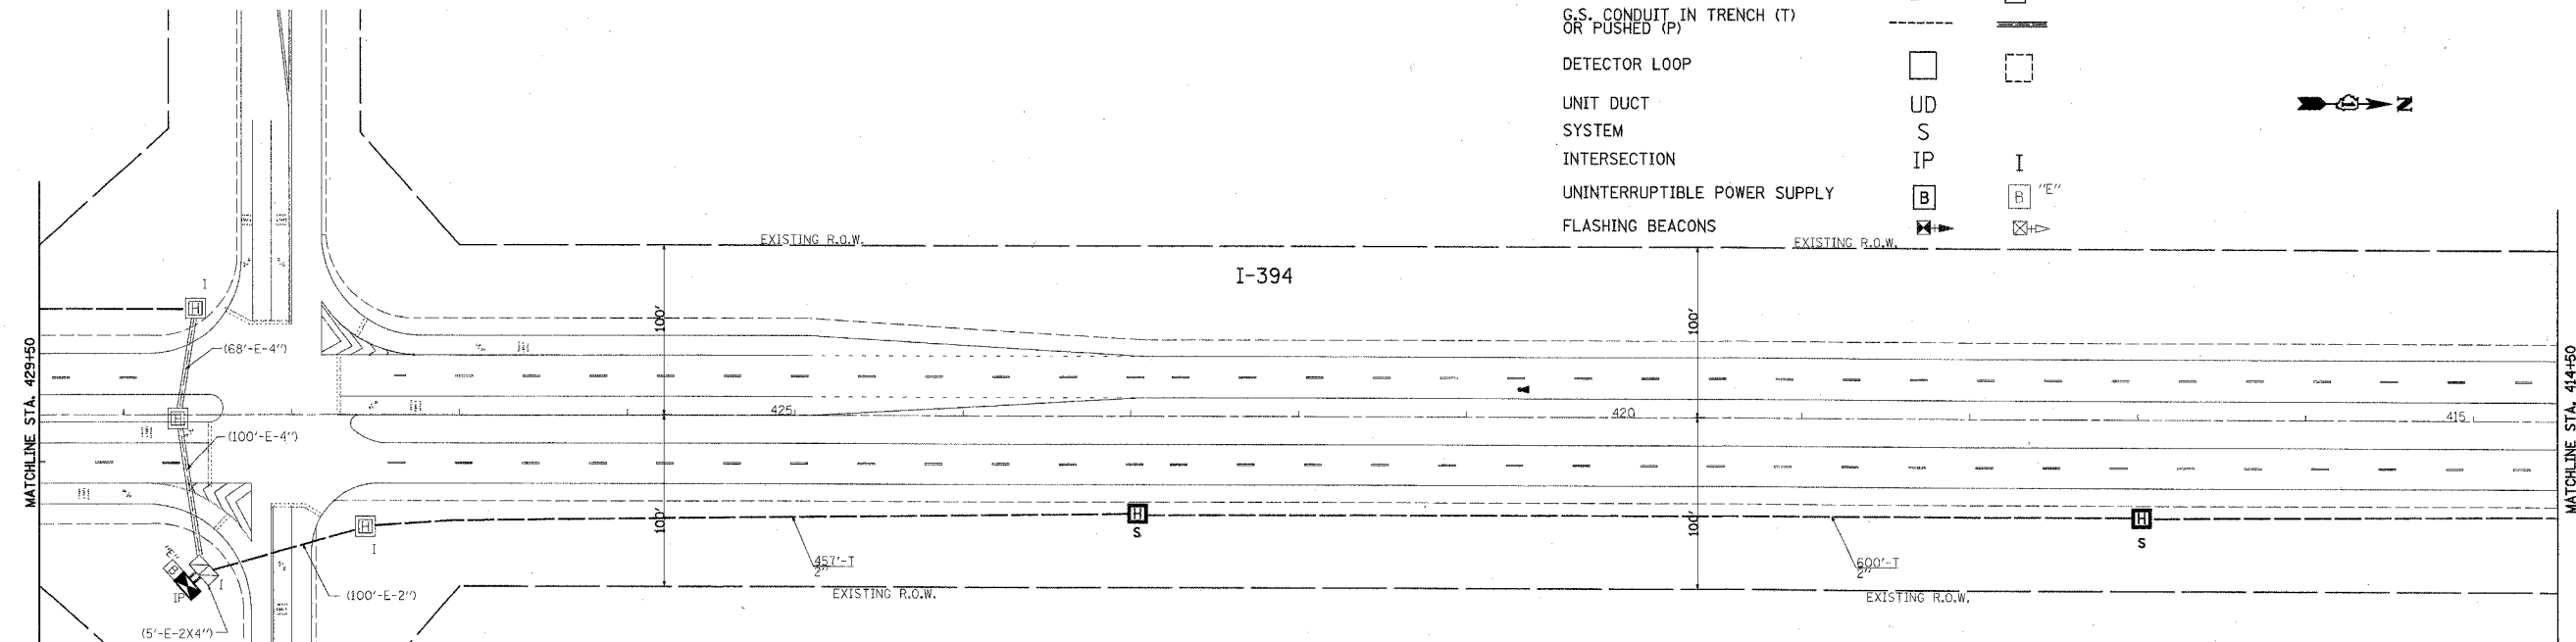 G.S. CONDUIT IN TRENCH (T)
OR PUSHED (P)
DETECTOR LOOP
UNIT DUCT UD
SYSTEM S
INTERSECTION IP I
UNINTERRUPTIBLE POWER SUPPLY B B "E"
FLASHING BEACONS
N
EXISTING R.O.W.
EXISTING R.O.W.
I-394
MATCHLINE STA. 429+50
MATCHLINE STA. 414+50
I
H
(68'-E-4")
100'
100'
425
420
415
H
(100'-E-4")
H
I
100'
100'
H
S
H
S
"E"
B
I
IP
(100'-E-2")
(5'-E-2X4")
457'-T
2"
600'-T
2"
EXISTING R.O.W.
EXISTING R.O.W.